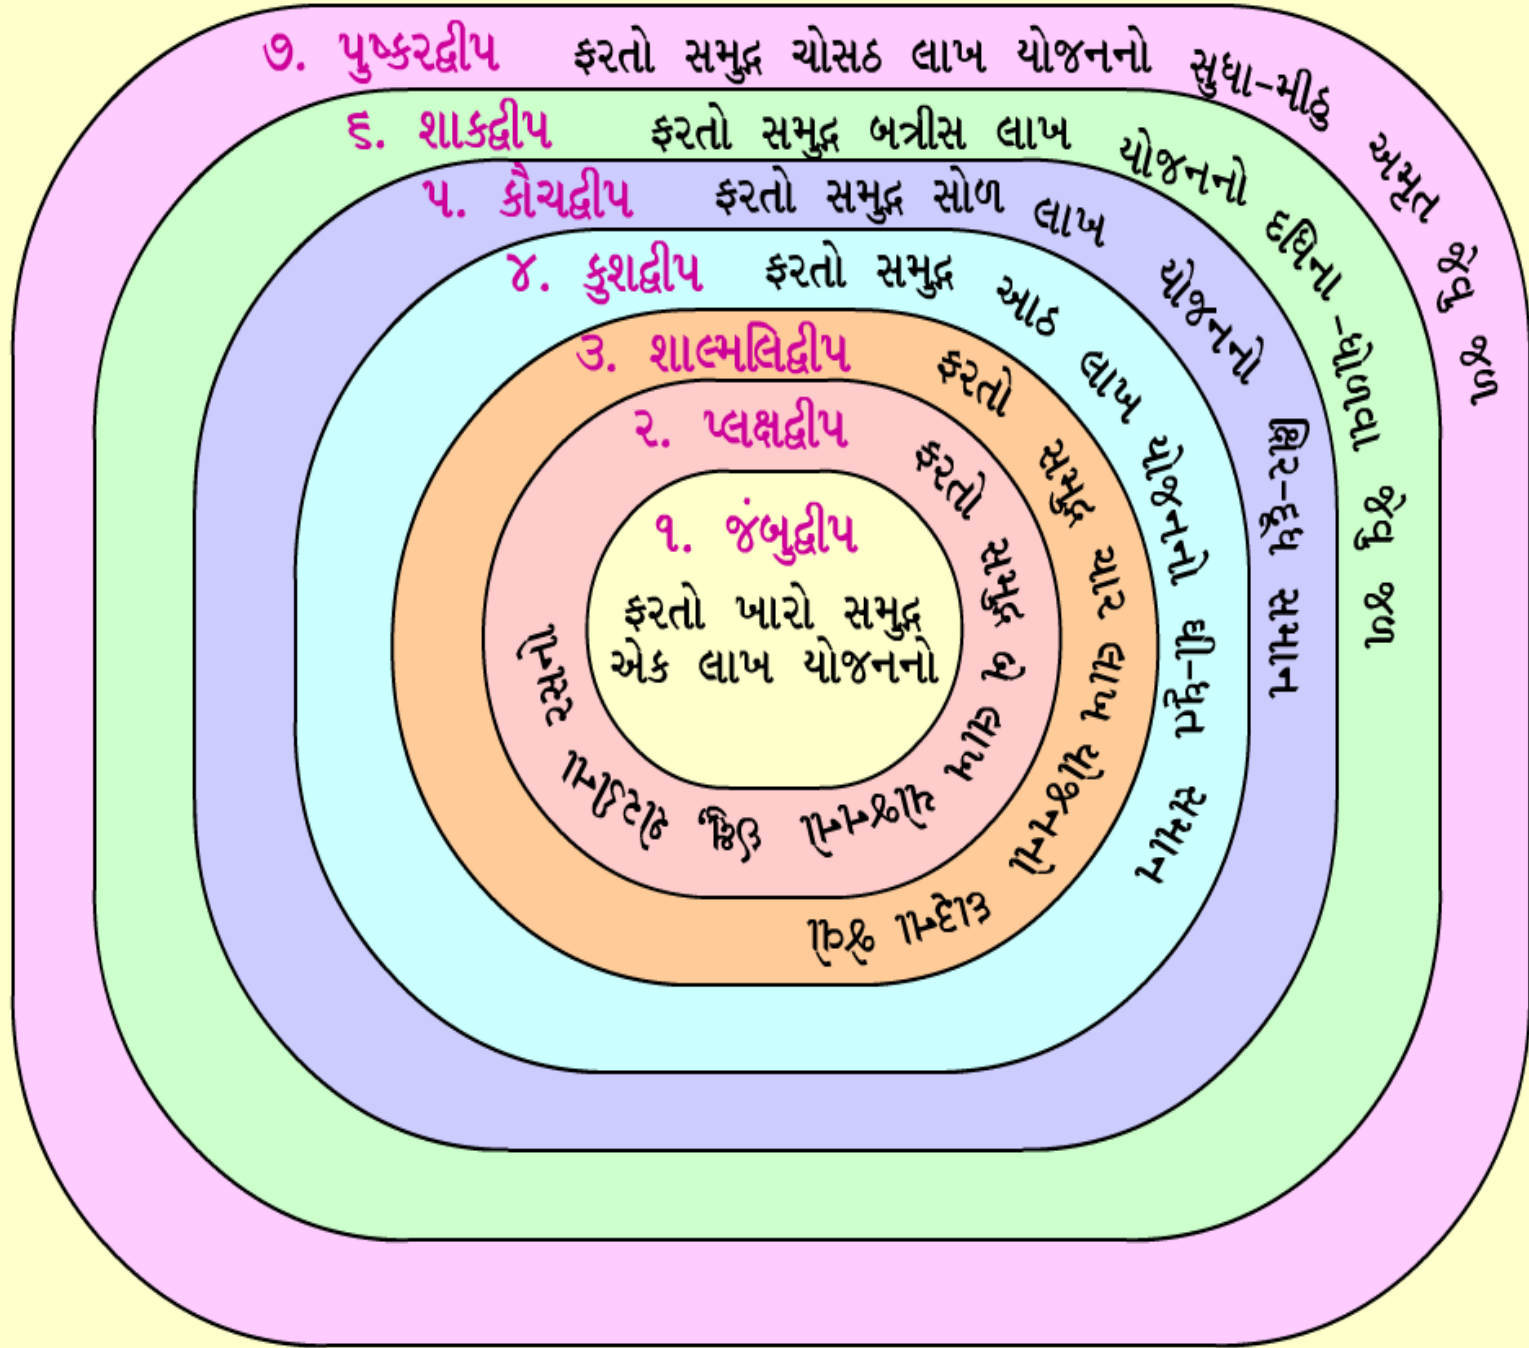 ૭. પુષ્કરદ્વીપ ફરતો સમુદ્ર ચોસઠ લાખ યોજનનો સુધા-મીઠુ અમૃત જેવુ જળ
૬. શાકદ્વીપ ફરતો સમુદ્ર બત્રીસ લાખ યોજનનો દધિના -ધોળવા જેવુ જળ
૫. કૌચદ્વીપ ફરતો સમુદ્ર સોળ લાખ યોજનનો ક્ષિર-દૂધ સમાન
૪. કુશદ્વીપ ફરતો સમુદ્ર આઠ લાખ યોજનનો ઘી-ધૃત સમાન
૩. શાલ્મલિદ્વીપ ફરતો સમુદ્ર ચાર લાખ યોજનનો દારૂના જેવો
૨. પ્લક્ષદ્વીપ ફરતો સમુદ્ર બે લાખ યોજનનો ઈક્ષુ શેરડીના રસનો
૧. જંબુદ્વીપ
ફરતો ખારો સમુદ્ર
એક લાખ યોજનનો